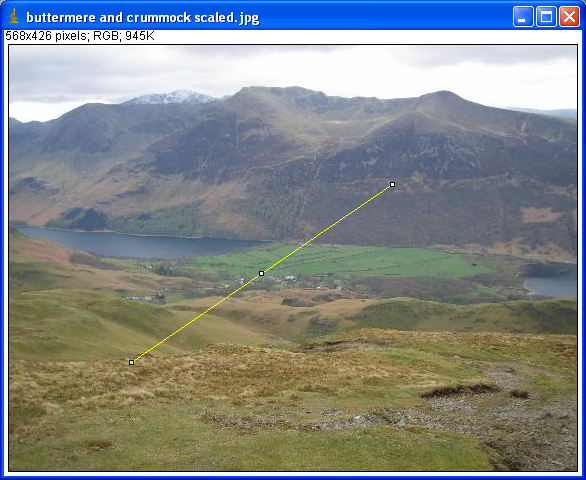 buttermere and crummock scaled.jpg
568x426 pixels; RGB; 945K